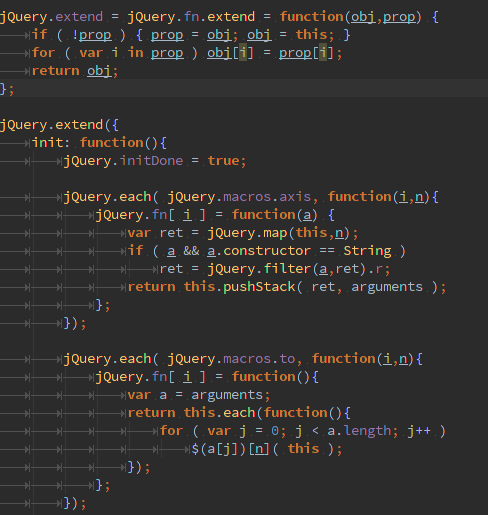 jQuery.extend = jQuery.fn.extend = function(obj,prop) {
if ( !prop ) { prop = obj; obj = this; }
for ( var i in prop ) obj[i] = prop[i];
return obj;
};
jQuery.extend({
init: function(){
jQuery.initDone = true;
jQuery.each( jQuery.macros.axis, function(i,n){
jQuery.fn[ i ] = function(a) {
var ret = jQuery.map(this,n);
if ( a && a.constructor == String )
ret = jQuery.filter(a,ret).r;
return this.pushStack( ret, arguments );
};
});
jQuery.each( jQuery.macros.to, function(i,n){
jQuery.fn[ i ] = function(){
var a = arguments;
return this.each(function(){
for ( var j = 0; j < a.length; j++ )
$(a[j])[n]( this );
});
};
});